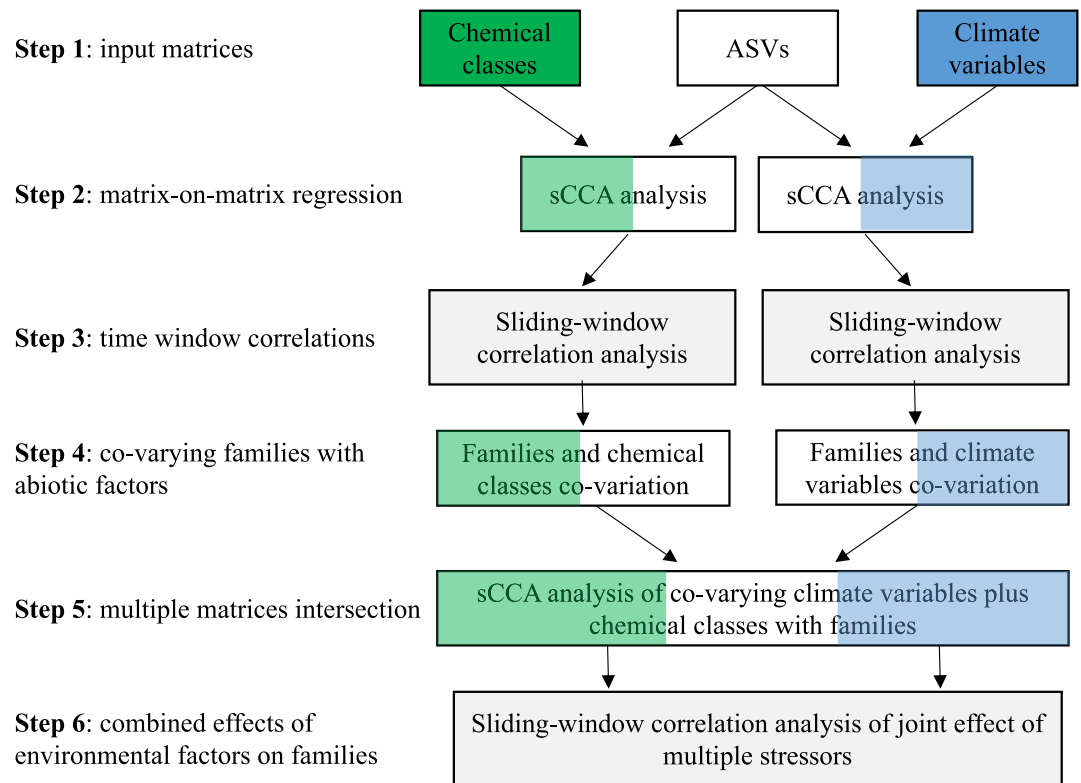 Step 1: input matrices
Chemical
classes
ASVs
Climate
variables
Step 2: matrix-on-matrix regression
sCCA analysis
sCCA analysis
Step 3: time window correlations
Sliding-window
correlation analysis
Sliding-window
correlation analysis
Step 4: co-varying families with
abiotic factors
Families and chemical
classes co-variation
Families and climate
variables co-variation
Step 5: multiple matrices intersection
sCCA analysis of co-varying climate variables plus
chemical classes with families
Step 6: combined effects of
environmental factors on families
Sliding-window correlation analysis of joint effect of
multiple stressors